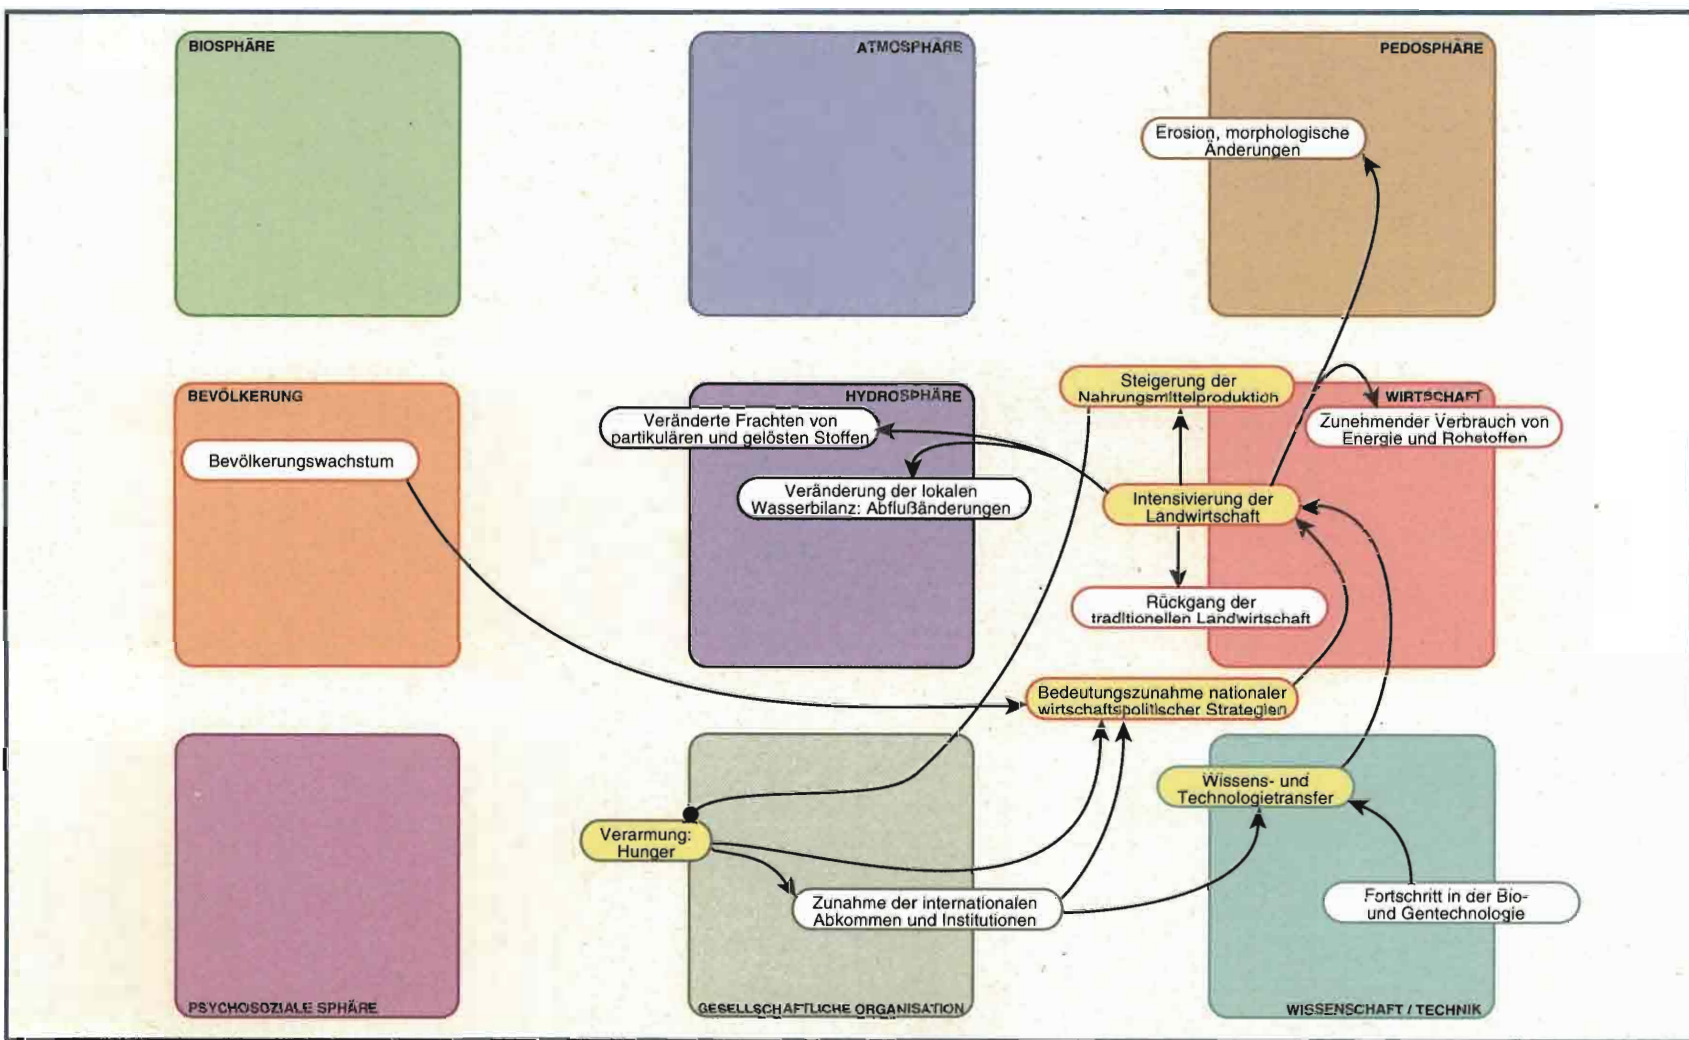 BIOSPHÄRE
ATMOSPHÄRE
PEDOSPHÄRE
Erosion, morphologische
Änderungen
BEVÖLKERUNG
Bevölkerungswachstum
HYDROSPHÄRE
Veränderte Frachten von
partikulären und gelösten Stoffen
Veränderung der lokalen
Wasserbilanz: Abflußänderungen
Steigerung der
Nahrungsmittelproduktion
WIRTSCHAFT
Zunehmender Verbrauch von
Energie und Rohstoffen
Intensivierung der
Landwirtschaft
Rückgang der
traditionellen Landwirtschaft
Bedeutungszunahme nationaler
wirtschaftspolitischer Strategien
PSYCHOSOZIALE SPHÄRE
Verarmung:
Hunger
Zunahme der internationalen
Abkommen und Institutionen
GESELLSCHAFTLICHE ORGANISATION
Wissens- und
Technologietransfer
Fortschritt in der Bio-
und Gentechnologie
WISSENSCHAFT / TECHNIK